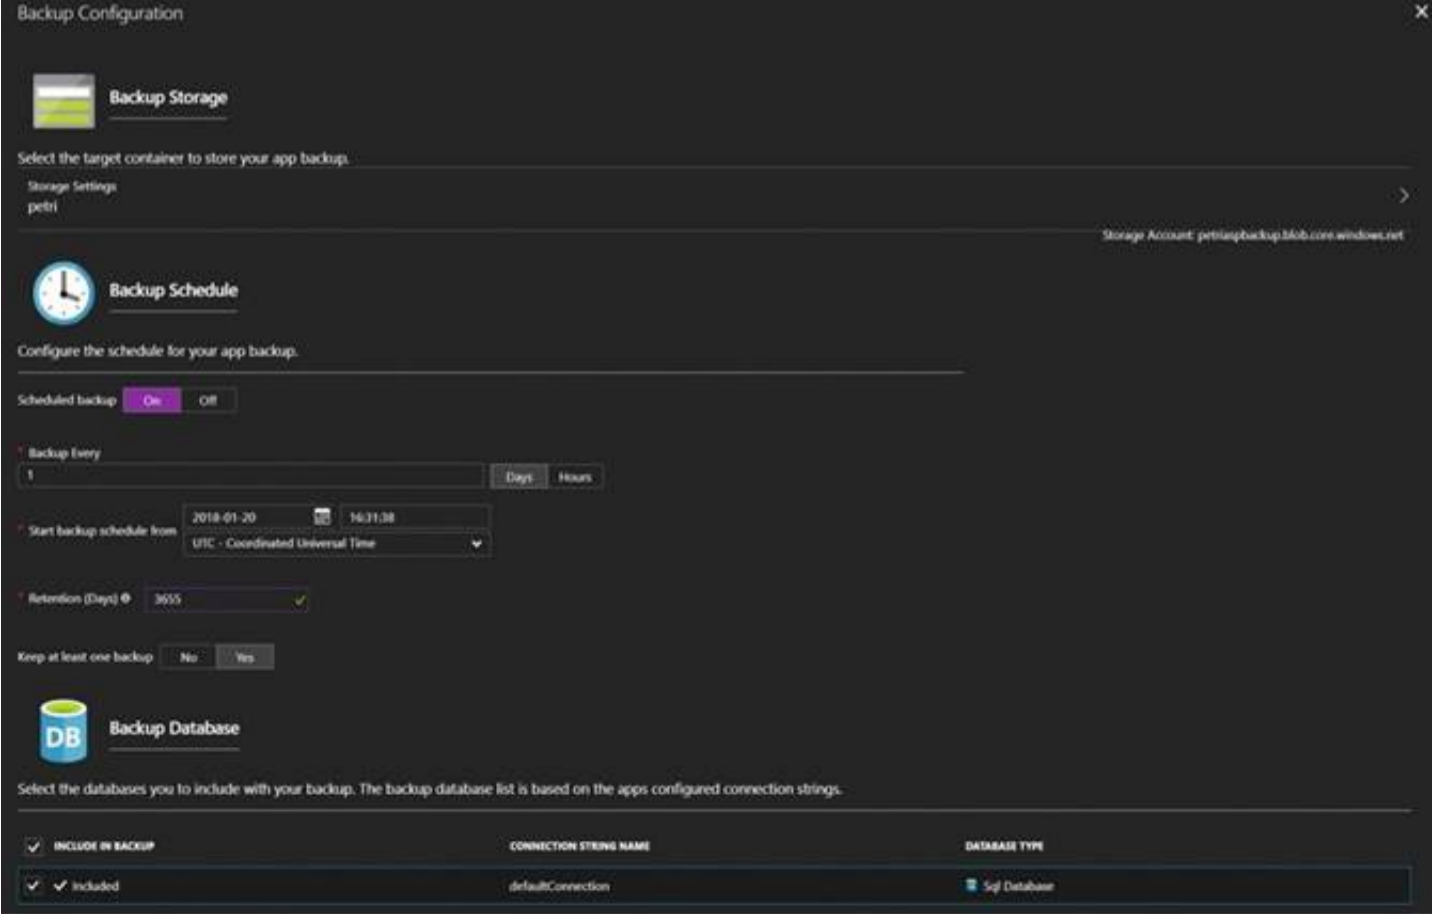 Backup Configuration
Backup Storage
Select the target container to store your app backup.
Storage Settings
petri
Storage Account: petriaspbackup.blob.core.windows.net
Backup Schedule
Configure the schedule for your app backup.
Scheduled backup On Off
* Backup Every
1 Days Hours
2018-01-20 16:31:38
* Start backup schedule from
UTC - Coordinated Universal Time
* Retention (Days) 3655
Keep at least one backup No Yes
DB
Backup Database
Select the databases you to include with your backup. The backup database list is based on the apps configured connection strings.
INCLUDE IN BACKUP CONNECTION STRING NAME DATABASE TYPE
Included defaultConnection Sql Database